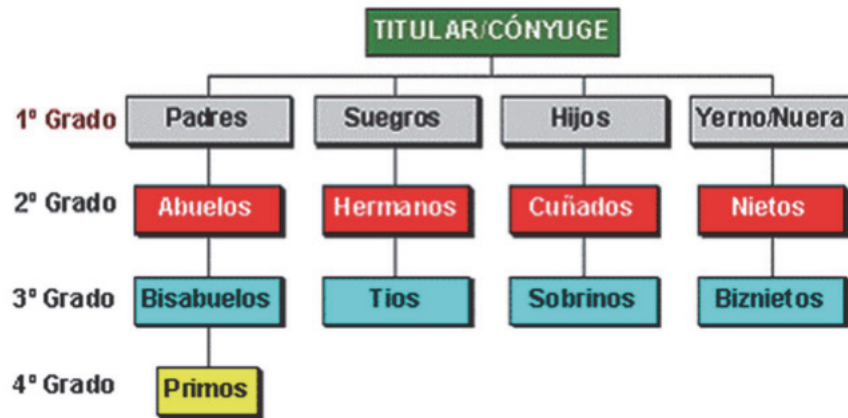 TITULAR/CÓNYUGE
1º Grado Padres Suegros Hijos Yerno/Nuera
2º Grado Abuelos Hermanos Cuñados Nietos
3º Grado Bisabuelos Tios Sobrinos Biznietos
4º Grado Primos